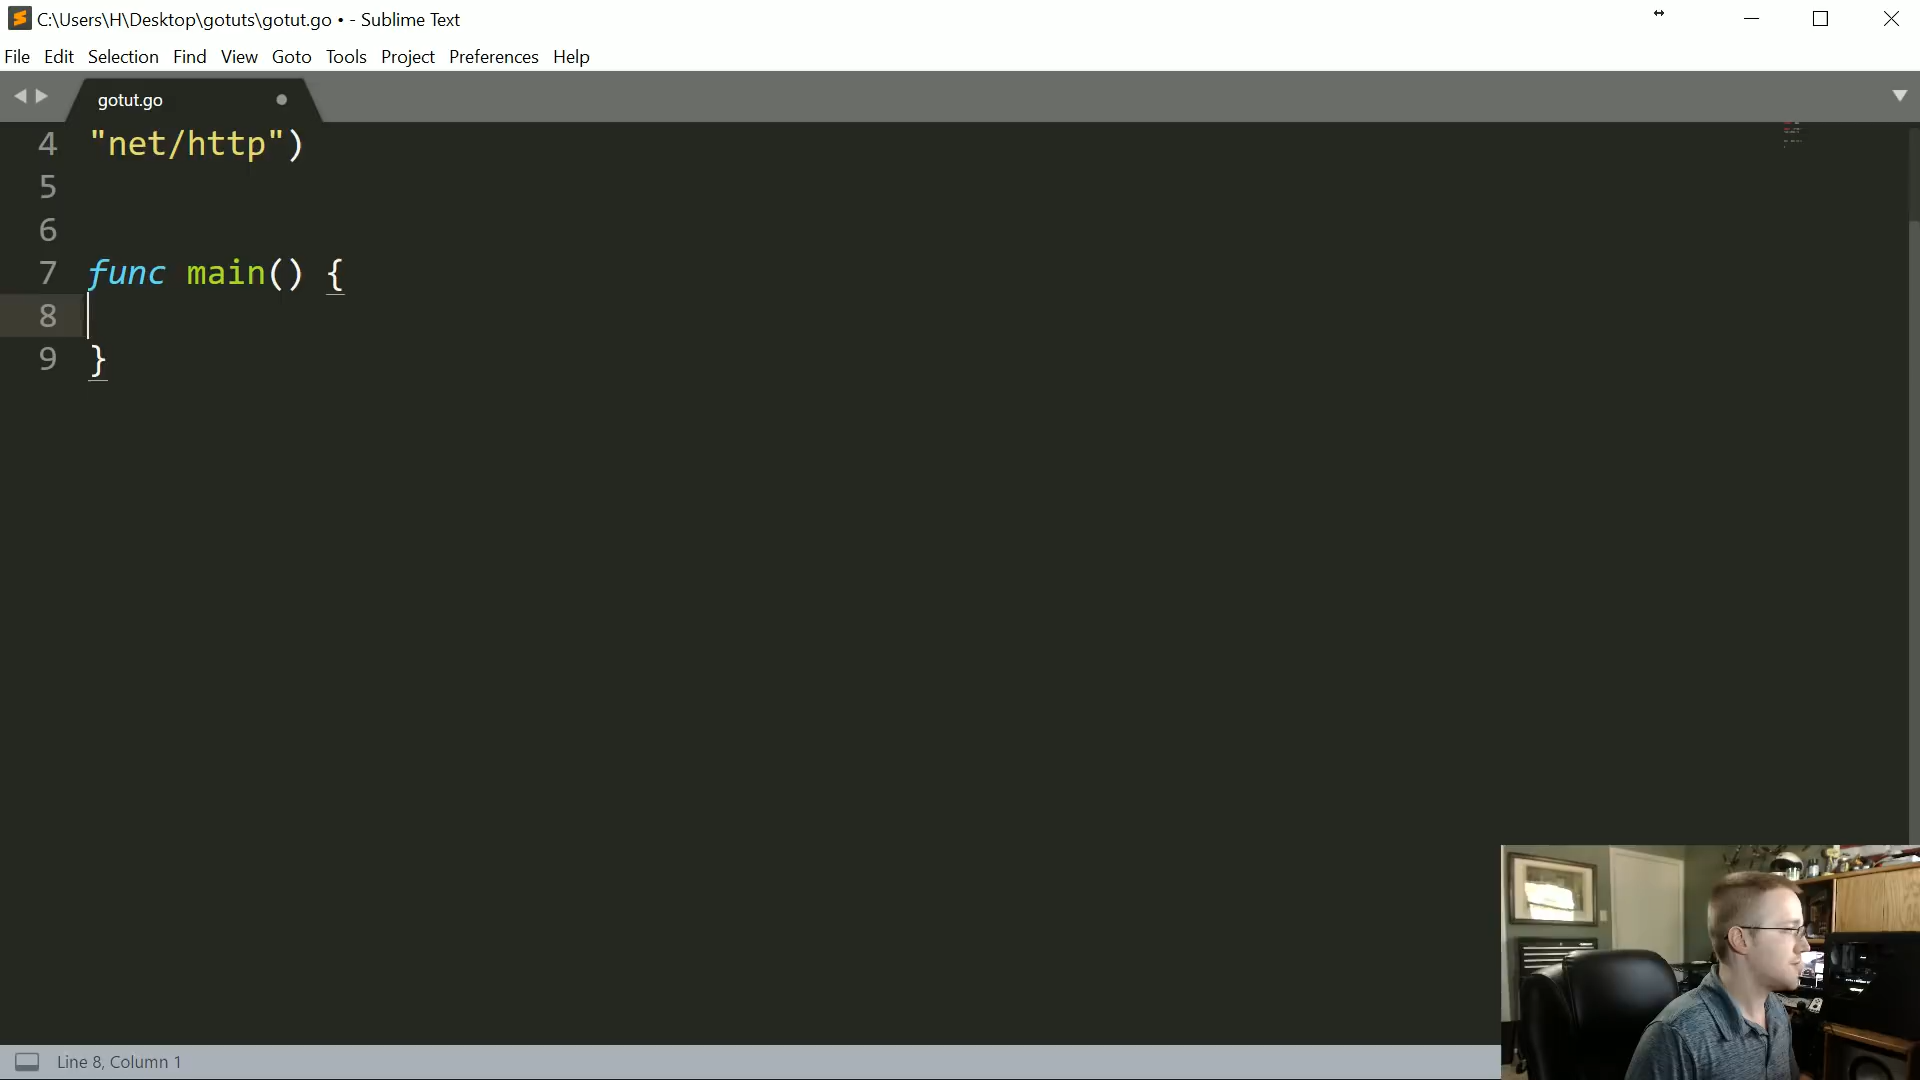 C:\Users\H\Desktop\gotuts\gotut.go • - Sublime Text
File Edit Selection Find View Goto Tools Project Preferences Help
gotut.go
4 "net/http")
5
6
7 func main() {
8
9 }
Line 8, Column 1